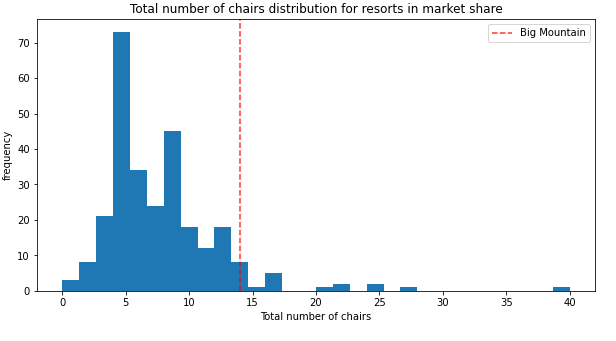 Total number of chairs distribution for resorts in market share
Big Mountain
frequency
70
60
50
40
30
20
10
0
0 5 10 15 20 25 30 35 40
Total number of chairs